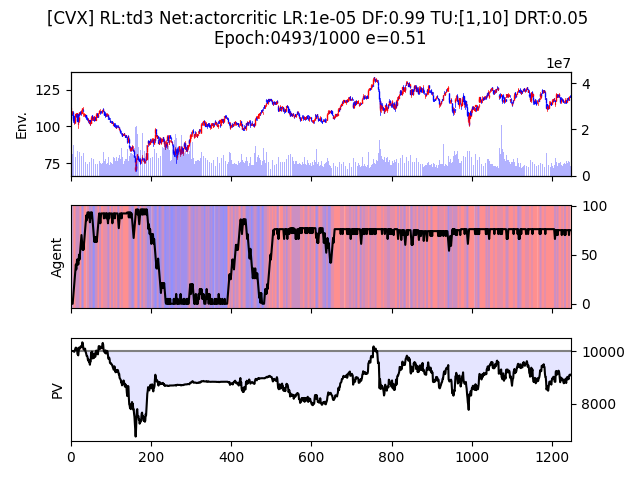 [CVX] RL:td3 Net:actorcritic LR:1e-05 DF:0.99 TU:[1,10] DRT:0.05
Epoch:0493/1000 e=0.51
1e7
125
100
75
Env.
4
2
0
Agent
100
50
0
PV
10000
8000
0 200 400 600 800 1000 1200